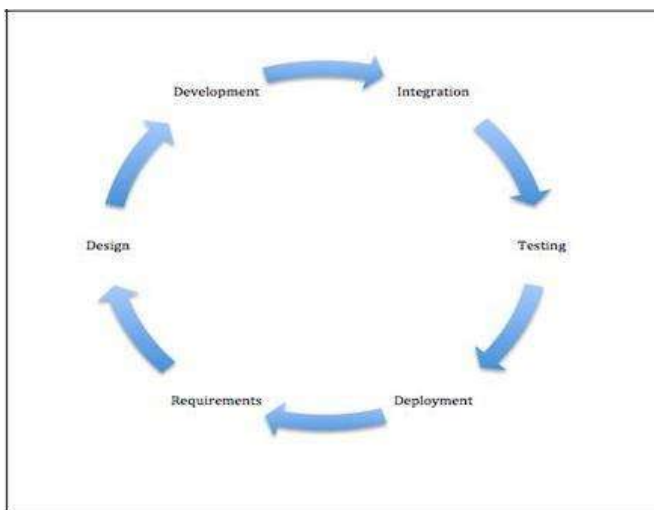 Development
Integration
Design
Testing
Requirements
Deployment